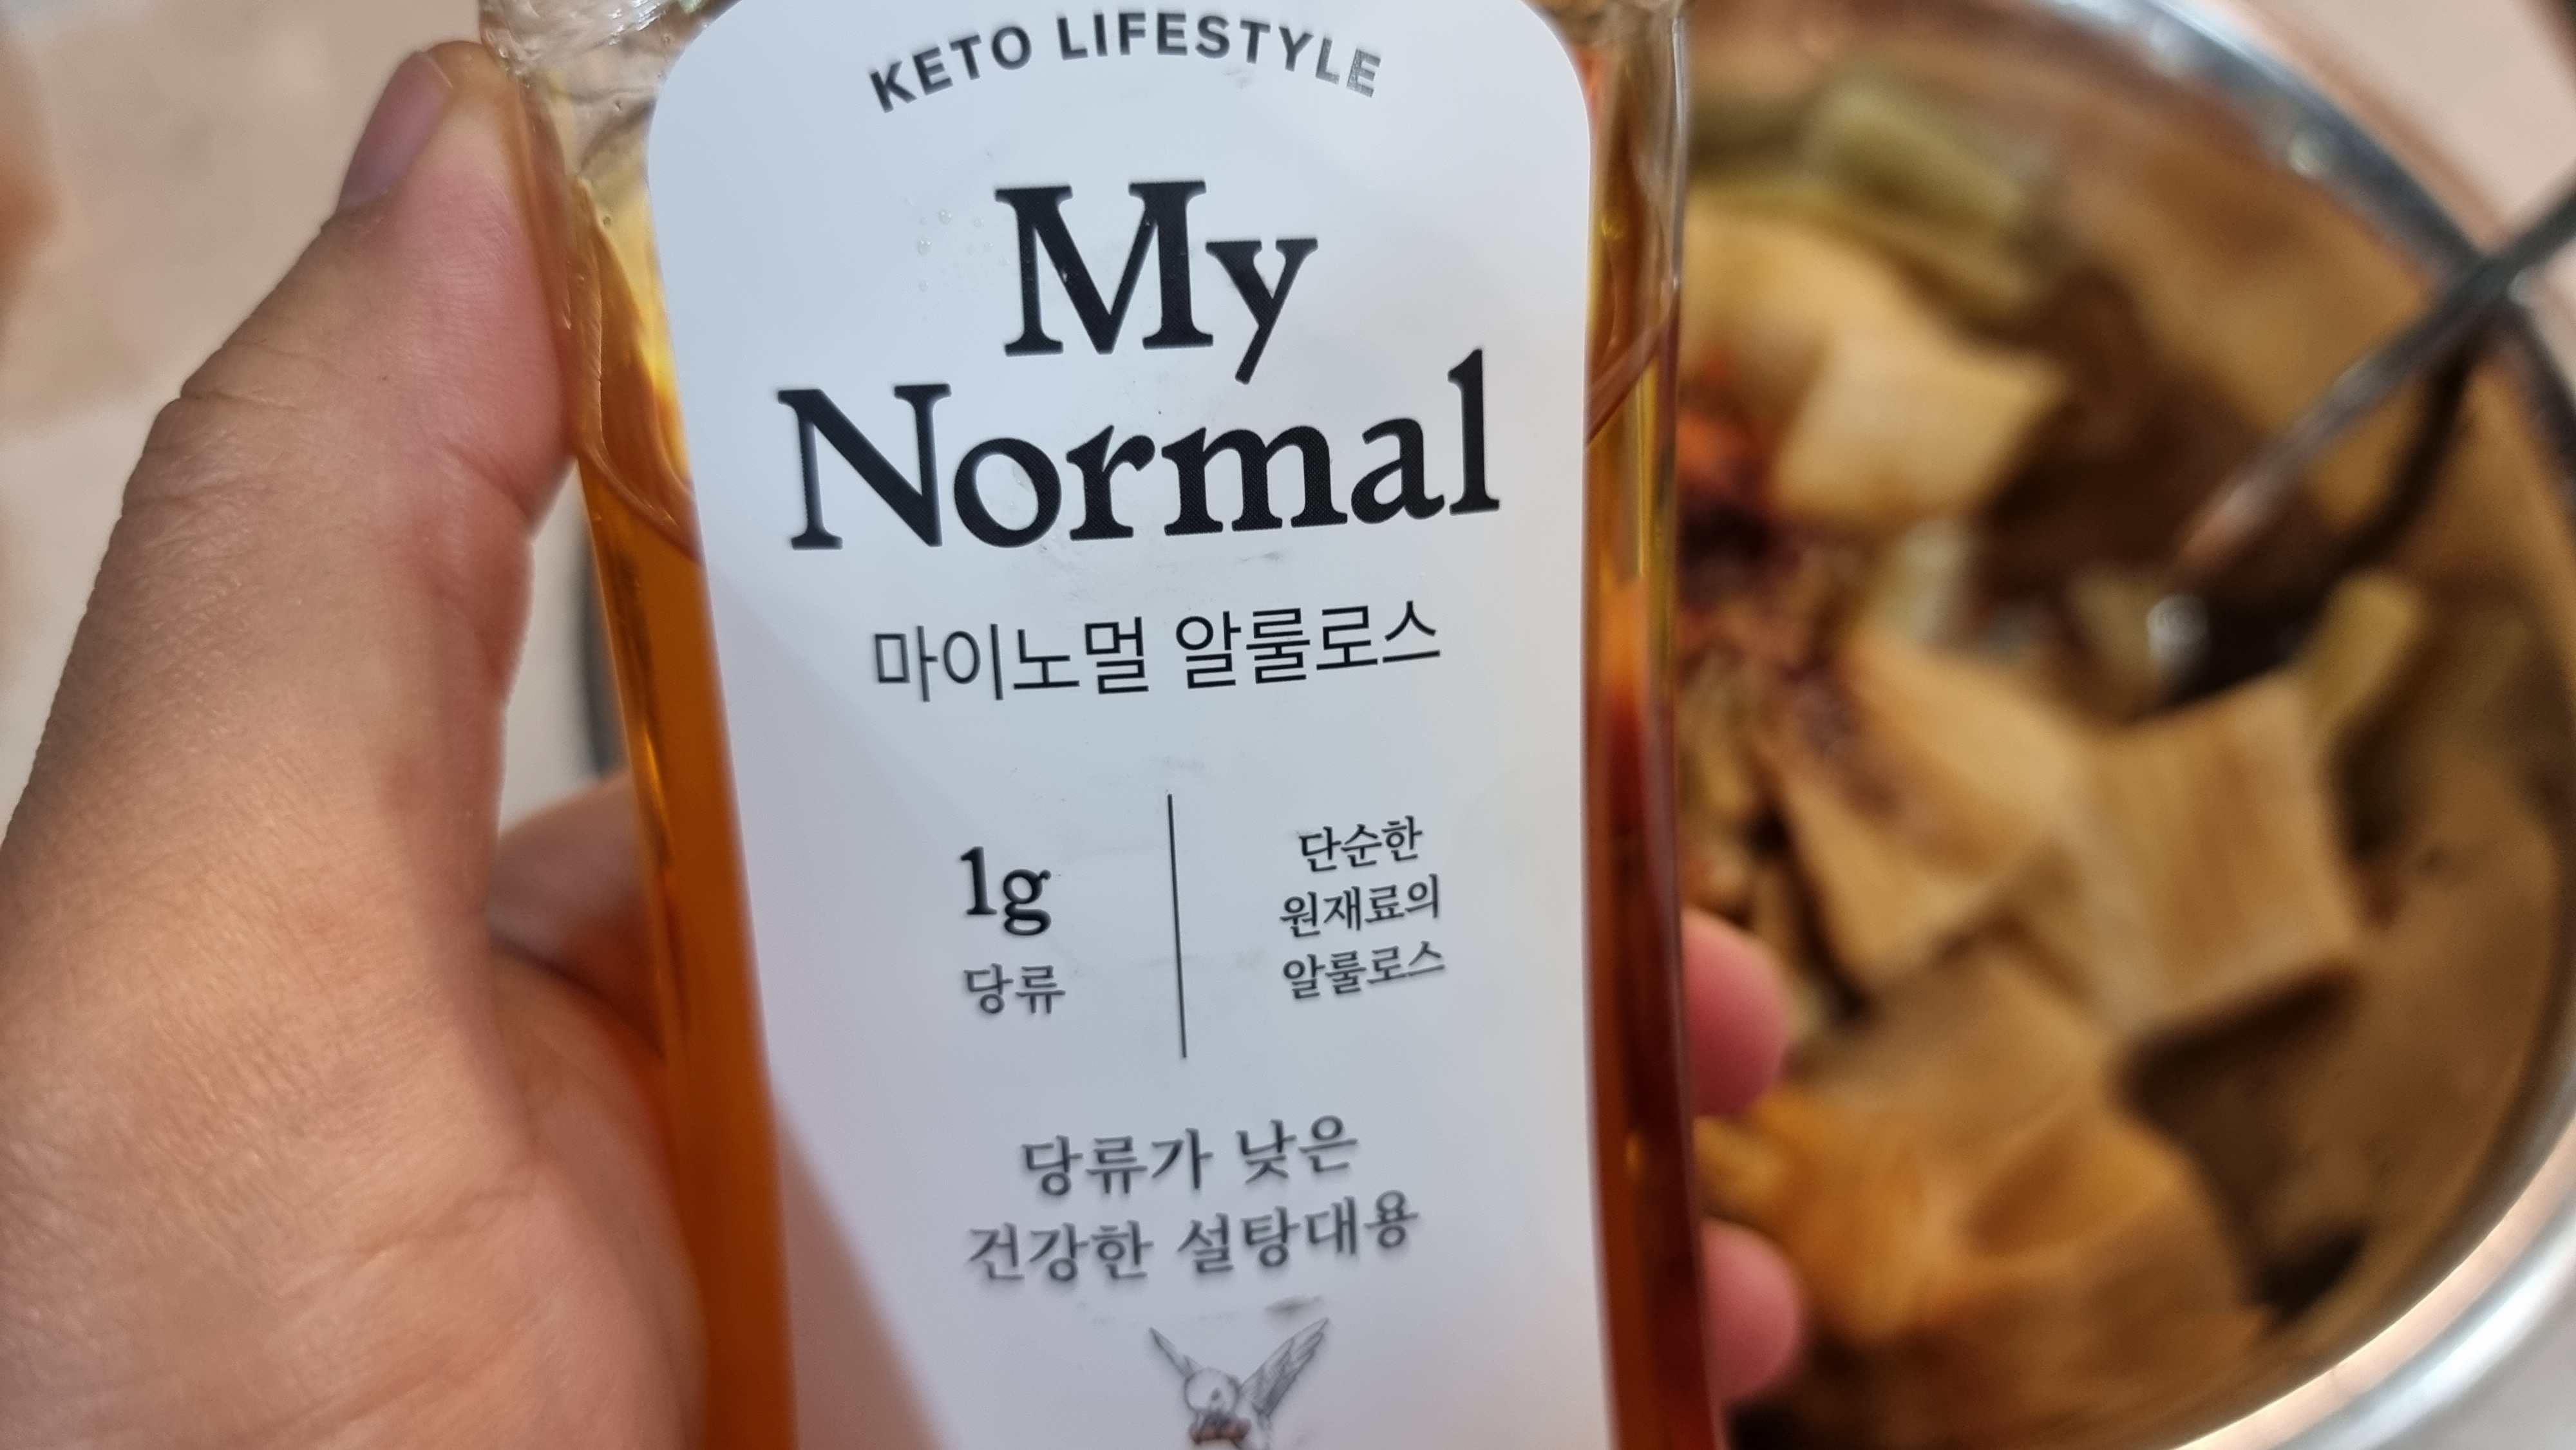 KETO LIFESTYLE
My
Normal
마이노멀 알룰로스
1g
당류
단순한
원재료의
알룰로스
당류가 낮은
건강한 설탕대용